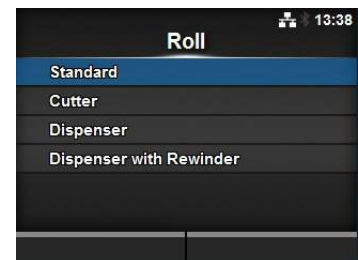 13:38
Roll
Standard
Cutter
Dispenser
Dispenser with Rewinder